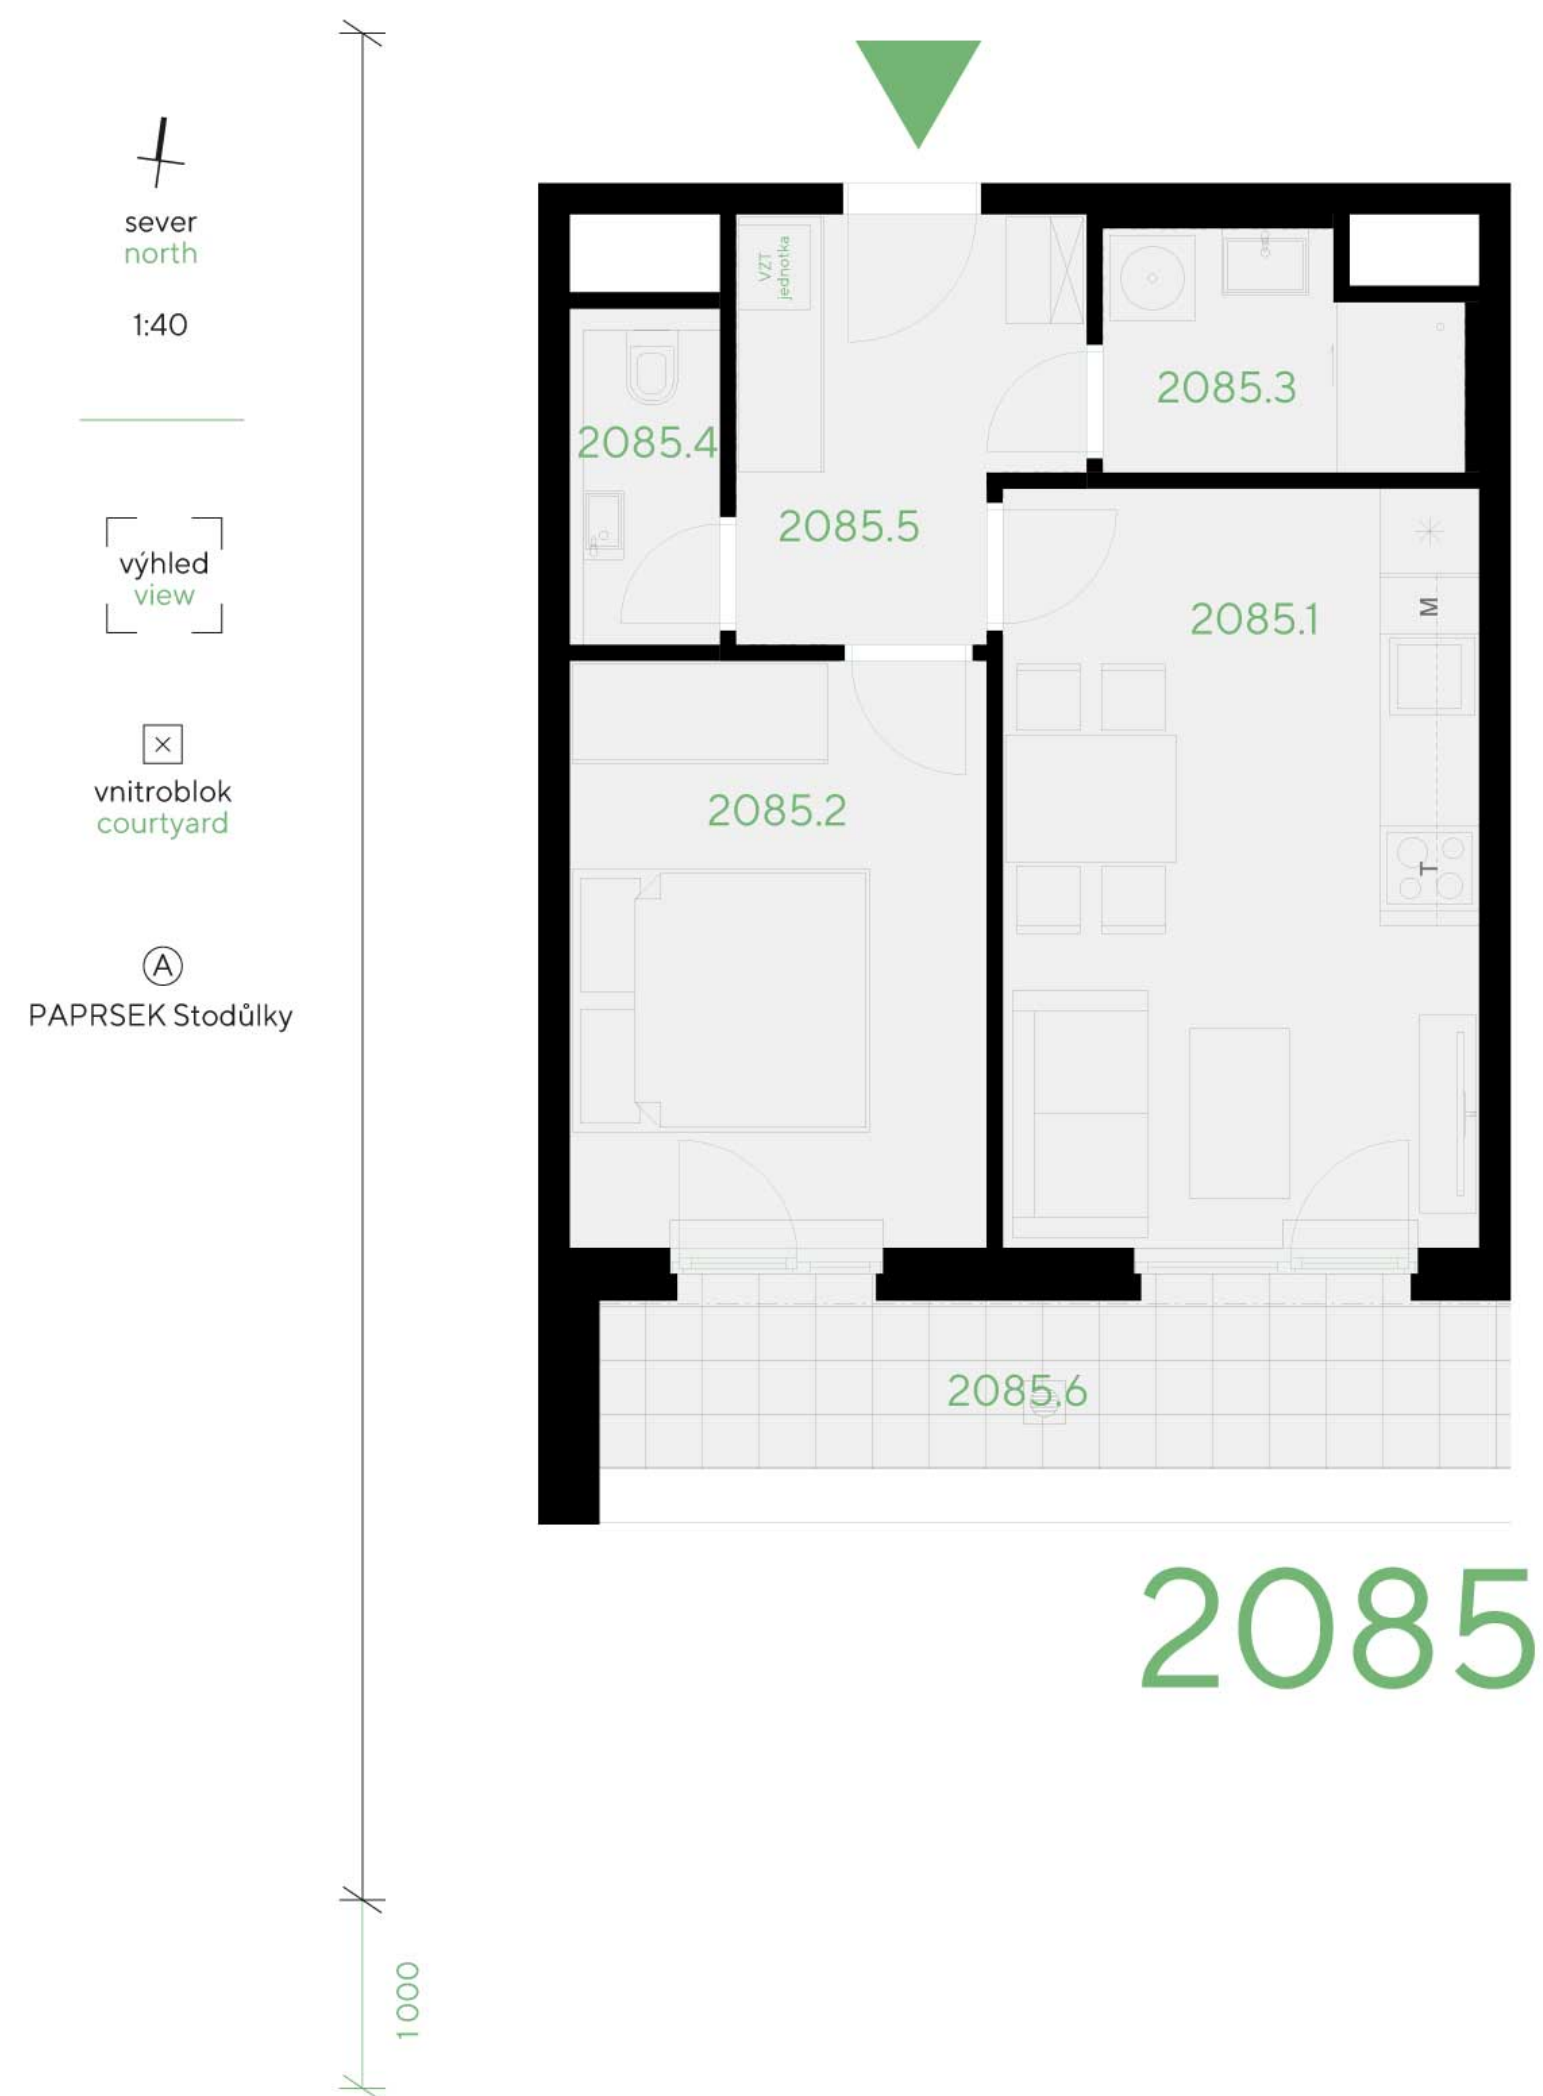 sever
north
1:40
výhled
view
vnitroblok
courtyard
A
PAPRSEK Stodůlky
1000
VZT
jednotka
2085.3
2085.4
2085.5
2085.1
M
2085.2
T
2085.6
2085